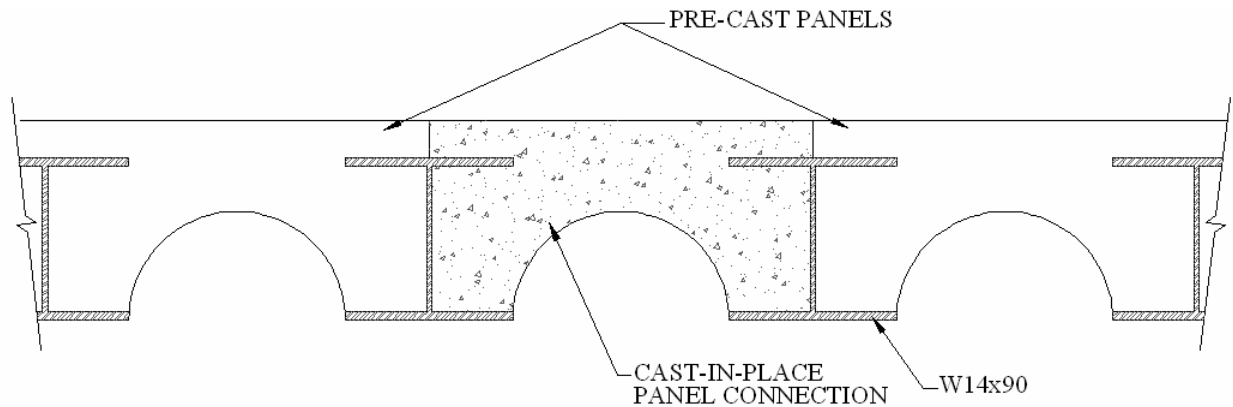 PRE-CAST PANELS
CAST-IN-PLACE
PANEL CONNECTION
W14x90